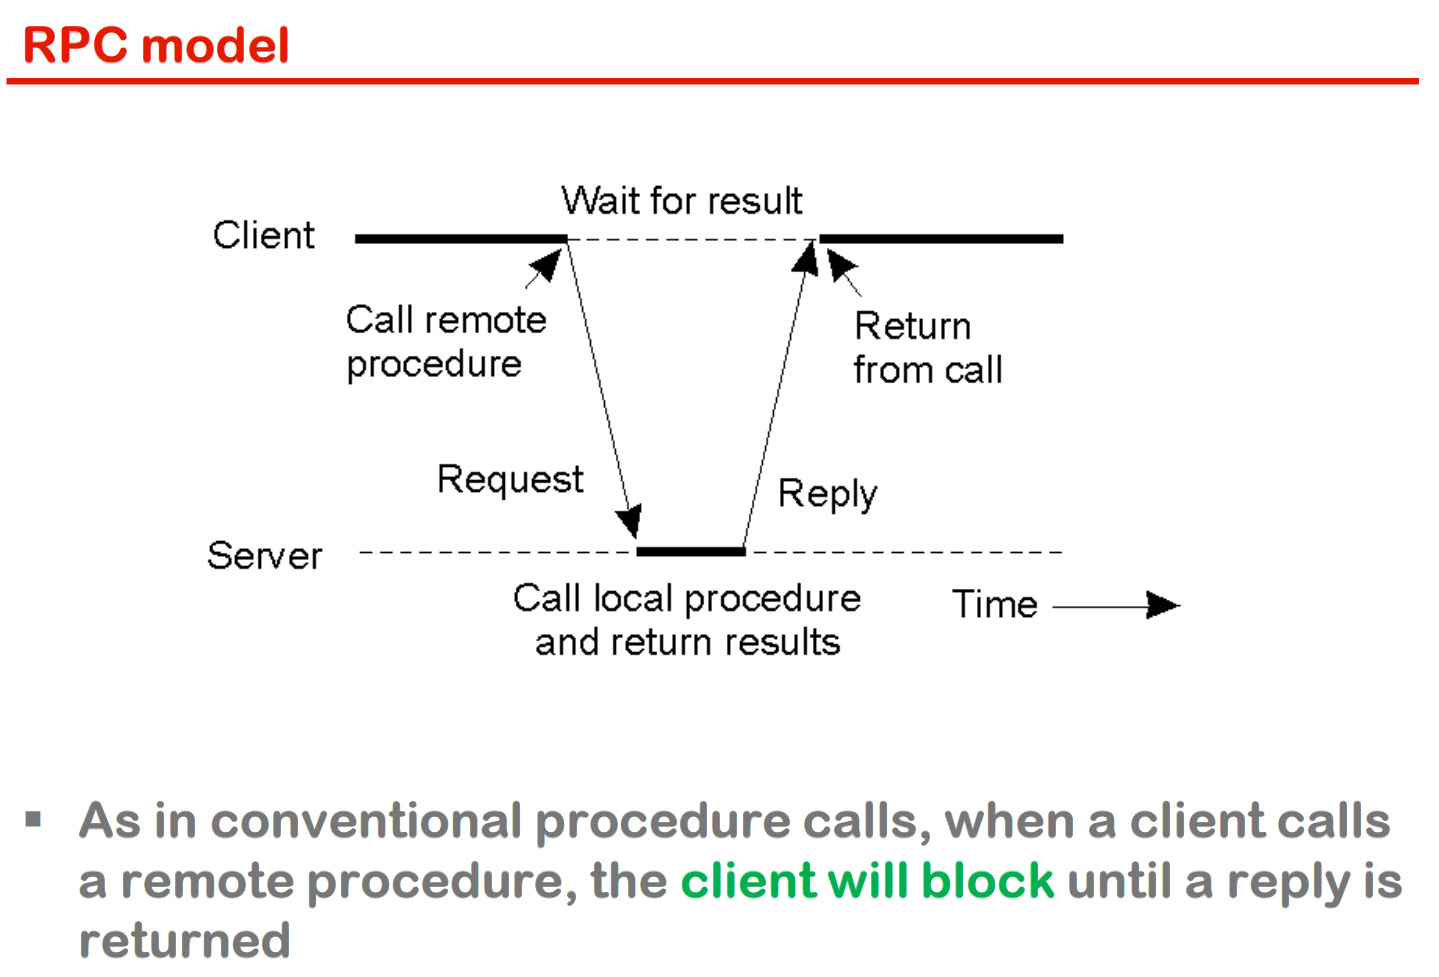 RPC model
Wait for result
Client
Call remote
procedure
Return
from call
Request
Reply
Server
Call local procedure
and return results
Time
▪ As in conventional procedure calls, when a client calls
a remote procedure, the client will block until a reply is
returned